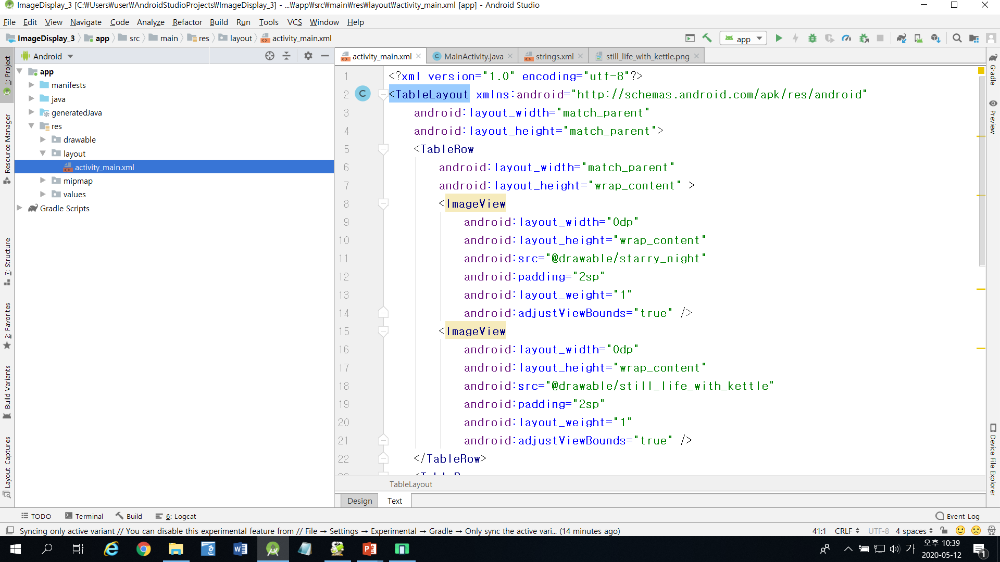 ImageDisplay_3 [C:₩Users₩user₩AndroidStudioProjects₩ImageDisplay_3] - ...₩app₩src₩main₩res₩layout₩activity_main.xml [app] - Android Studio
File Edit View Navigate Code Analyze Refactor Build Run Tools VCS Window Help
ImageDisplay_3 app src main res layout activity_main.xml
app
Android
activity_main.xml MainActivity.java strings.xml still_life_with_kettle.png
app
manifests
java
generatedJava
res
drawable
layout
activity_main.xml
mipmap
values
Gradle Scripts
1: Project
Resource Manager
7: Structure
2: Favorites
Build Variants
Layout Captures
1 <?xml version="1.0" encoding="utf-8"?>
2 C <TableLayout xmlns:android="http://schemas.android.com/apk/res/android"
3 android:layout_width="match_parent"
4 android:layout_height="match_parent">
5 <TableRow
6 android:layout_width="match_parent"
7 android:layout_height="wrap_content" >
8 <ImageView
9 android:layout_width="0dp"
10 android:layout_height="wrap_content"
11 android:src="@drawable/starry_night"
12 android:padding="2sp"
13 android:layout_weight="1"
14 android:adjustViewBounds="true" />
15 <ImageView
16 android:layout_width="0dp"
17 android:layout_height="wrap_content"
18 android:src="@drawable/still_life_with_kettle"
19 android:padding="2sp"
20 android:layout_weight="1"
21 android:adjustViewBounds="true" />
22 </TableRow>
TableLayout
Design Text
Gradle
Preview
Device File Explorer
TODO Terminal Build 6: Logcat Event Log
Syncing only active variant // You can disable this experimental feature from // File → Settings → Experimental → Gradle → Only sync the active vari... (14 minutes ago) 41:1 CRLF UTF-8 4 spaces
가 오후 10:39
2020-05-12
1